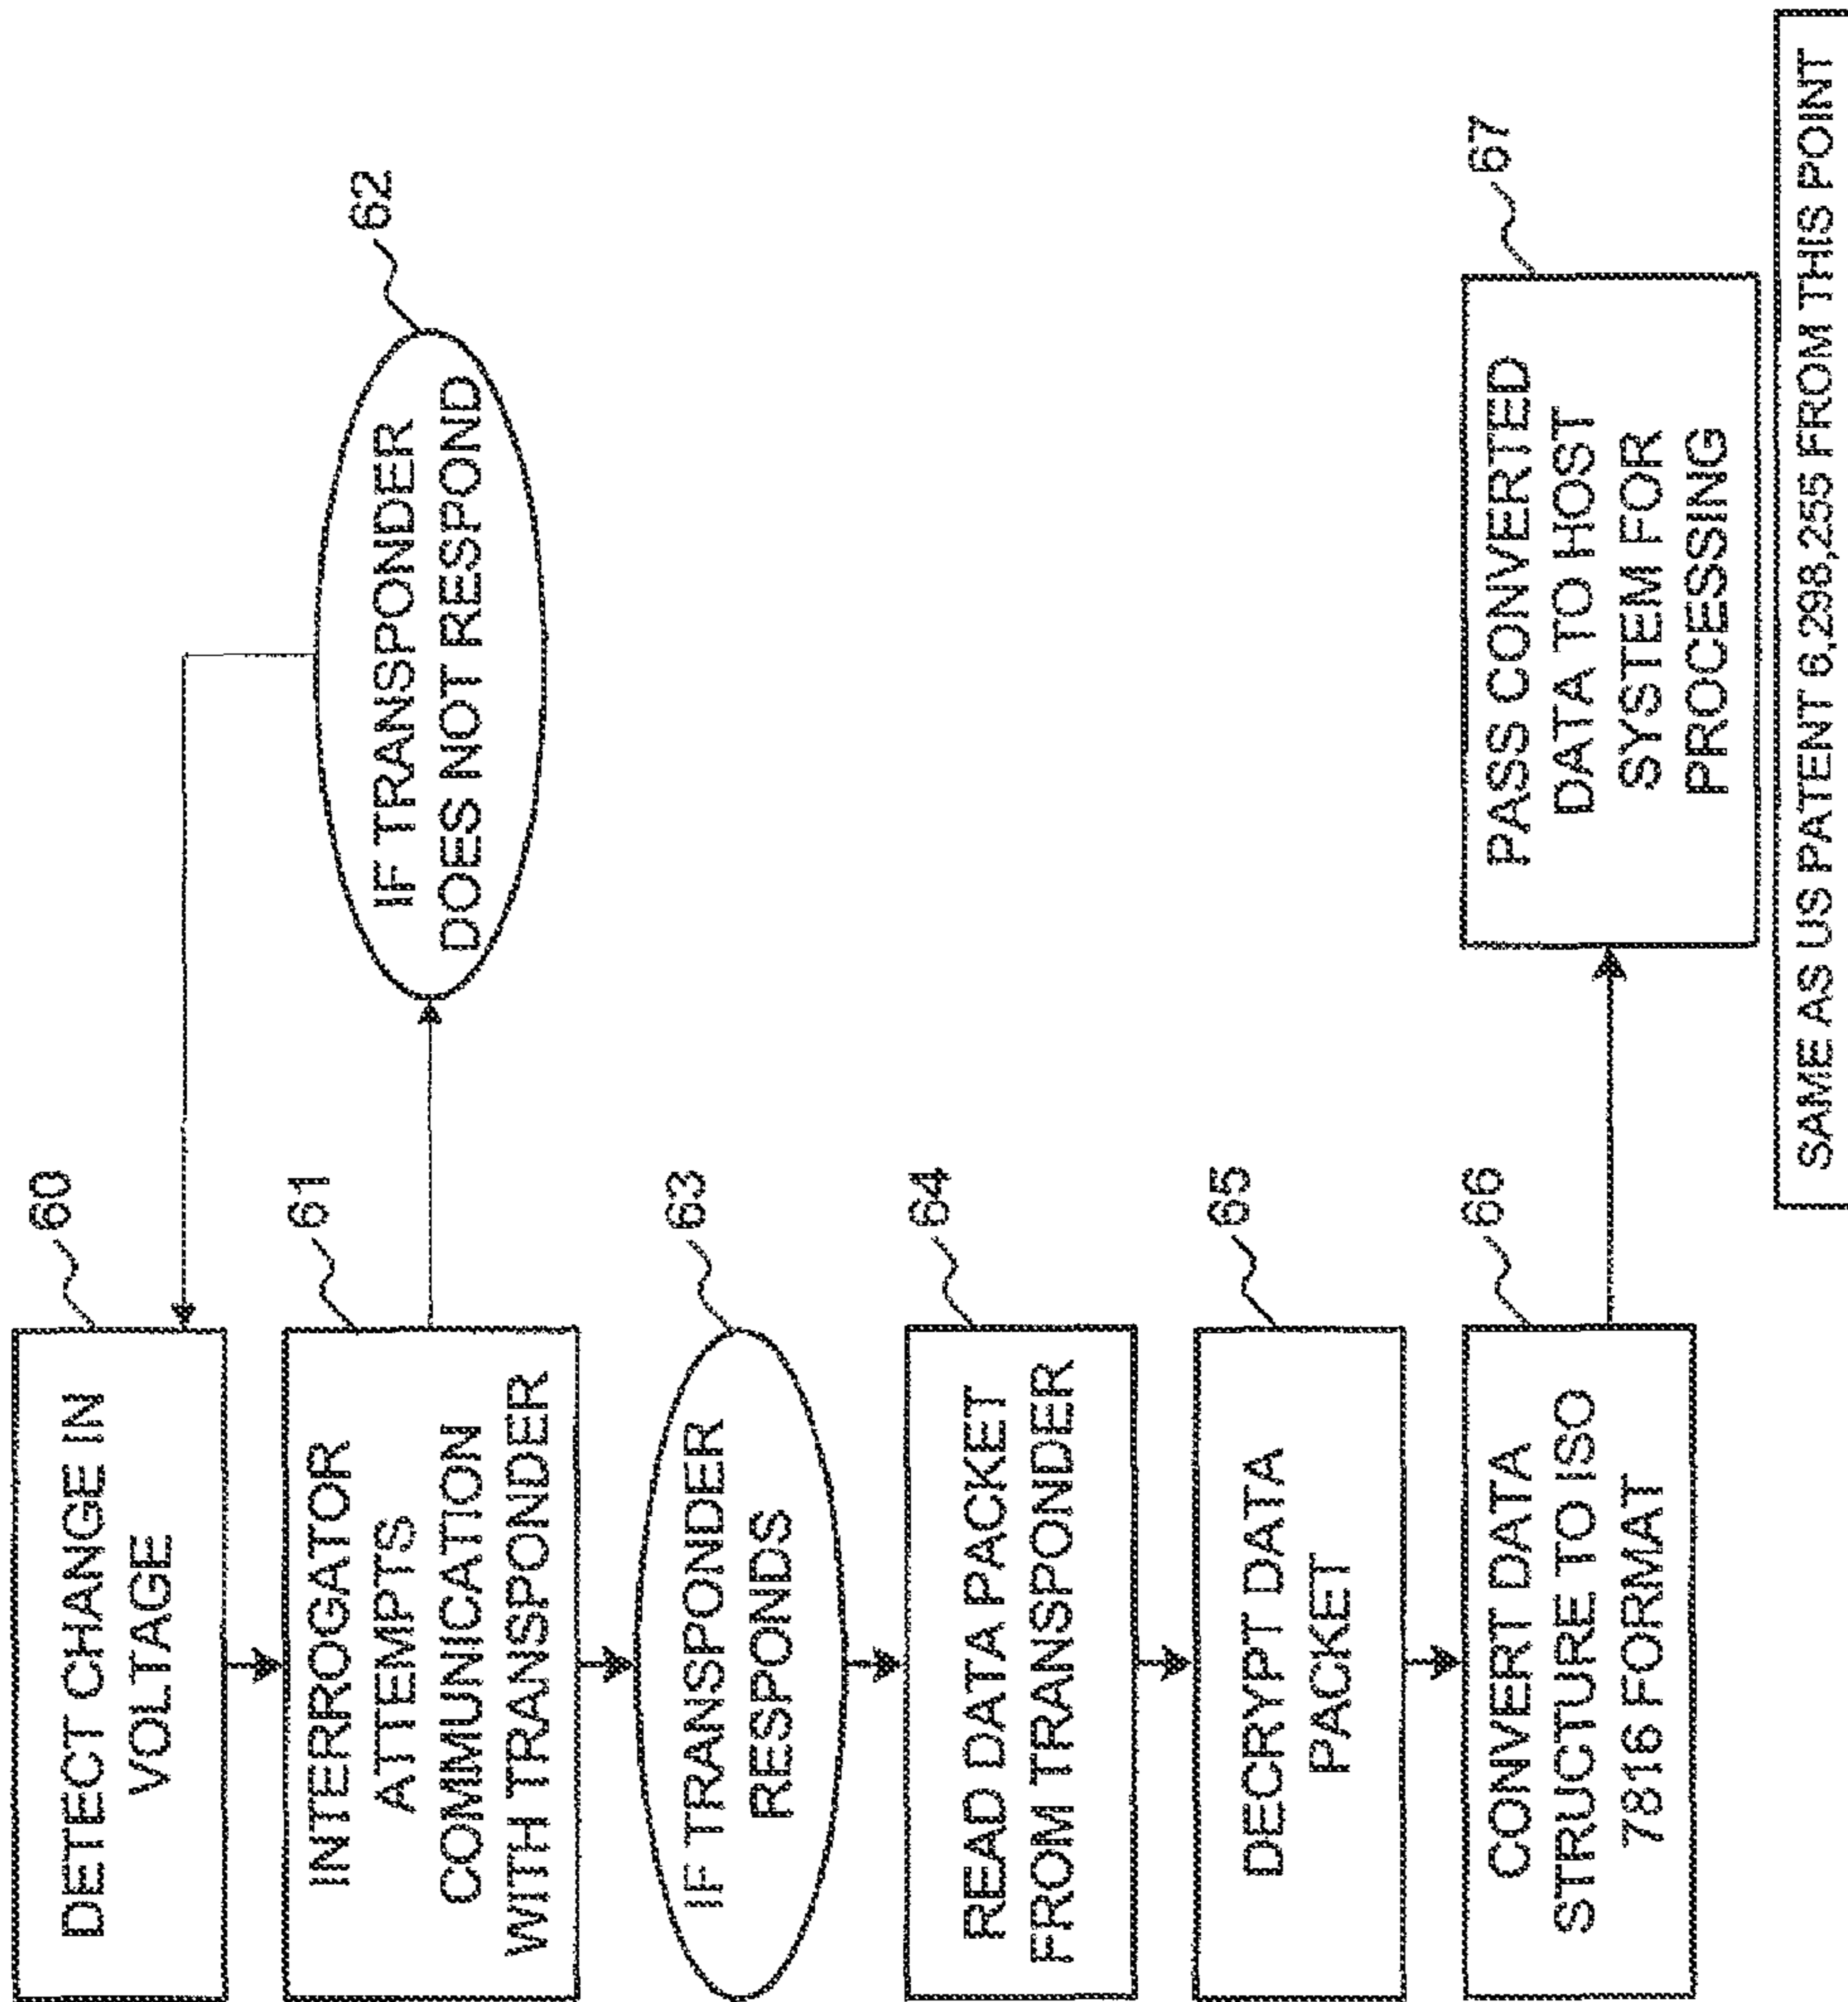 60
DETECT CHANGE IN
VOLTAGE
61
INTERROGATOR
ATTEMPTS
COMMUNICATION
WITH TRANSPONDER
62
IF TRANSPONDER
DOES NOT RESPOND
63
IF TRANSPONDER
RESPONDS
64
READ DATA PACKET
FROM TRANSPONDER
65
DECRYPT DATA
PACKET
66
CONVERT DATA
STRUCTURE TO ISO
7816 FORMAT
67
PASS CONVERTED
DATA TO HOST
SYSTEM FOR
PROCESSING
SAME AS US PATENT 6,298,255 FROM THIS POINT